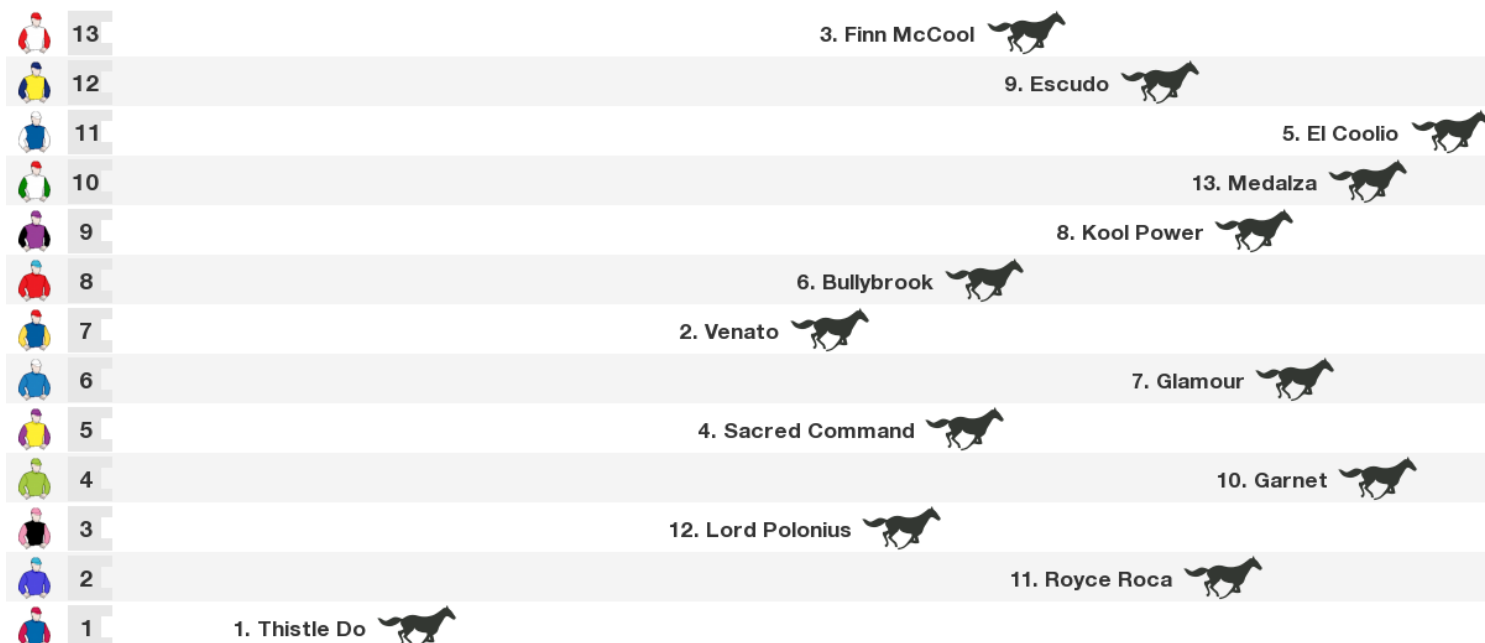 13 3. Finn McCool
12 9. Escudo
11 5. El Coolio
10 13. Medalza
9 8. Kool Power
8 6. Bullybrook
7 2. Venato
6 7. Glamour
5 4. Sacred Command
4 10. Garnet
3 12. Lord Polonius
2 11. Royce Roca
1 1. Thistle Do